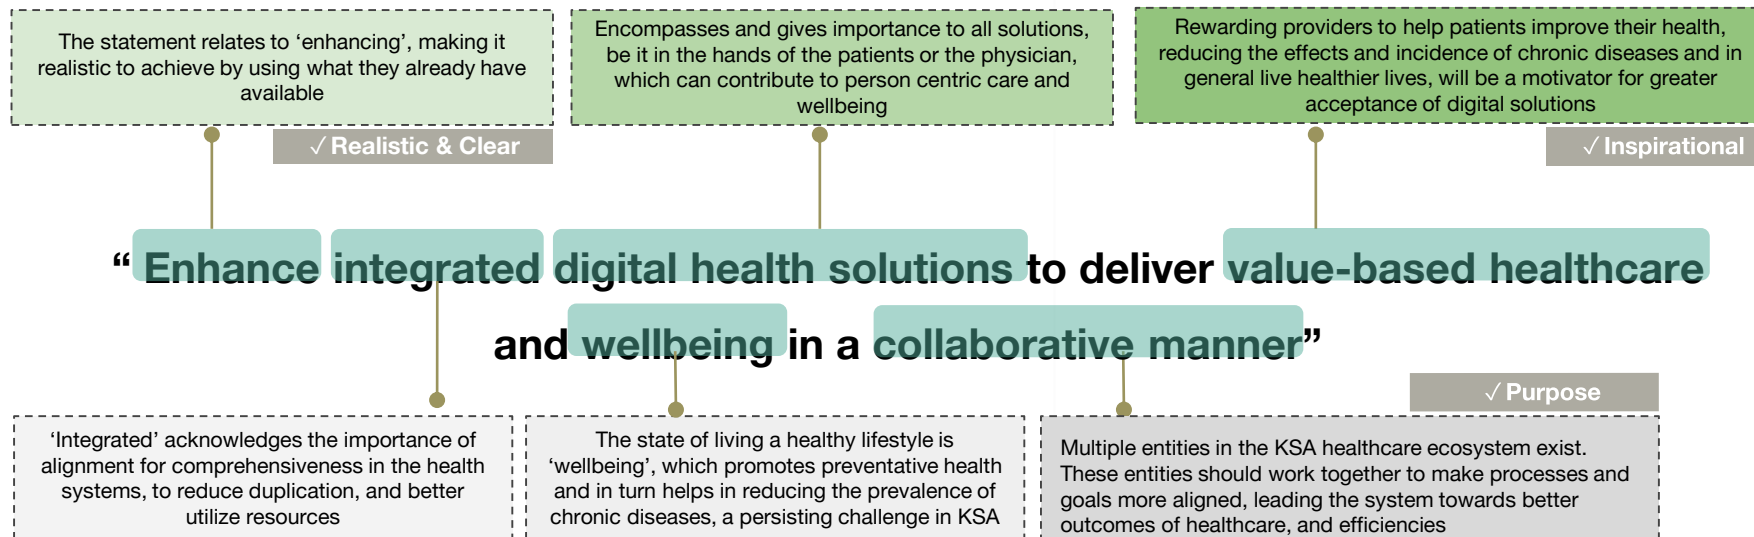 The statement relates to ‘enhancing’, making it
realistic to achieve by using what they already have
available
✓ Realistic & Clear
Encompasses and gives importance to all solutions,
be it in the hands of the patients or the physician,
which can contribute to person centric care and
wellbeing
Rewarding providers to help patients improve their health,
reducing the effects and incidence of chronic diseases and in
general live healthier lives, will be a motivator for greater
acceptance of digital solutions
✓ Inspirational
“ Enhance integrated digital health solutions to deliver value-based healthcare
and wellbeing in a collaborative manner”
✓ Purpose
‘Integrated’ acknowledges the importance of
alignment for comprehensiveness in the health
systems, to reduce duplication, and better
utilize resources
The state of living a healthy lifestyle is
‘wellbeing’, which promotes preventative health
and in turn helps in reducing the prevalence of
chronic diseases, a persisting challenge in KSA
Multiple entities in the KSA healthcare ecosystem exist.
These entities should work together to make processes and
goals more aligned, leading the system towards better
outcomes of healthcare, and efficiencies